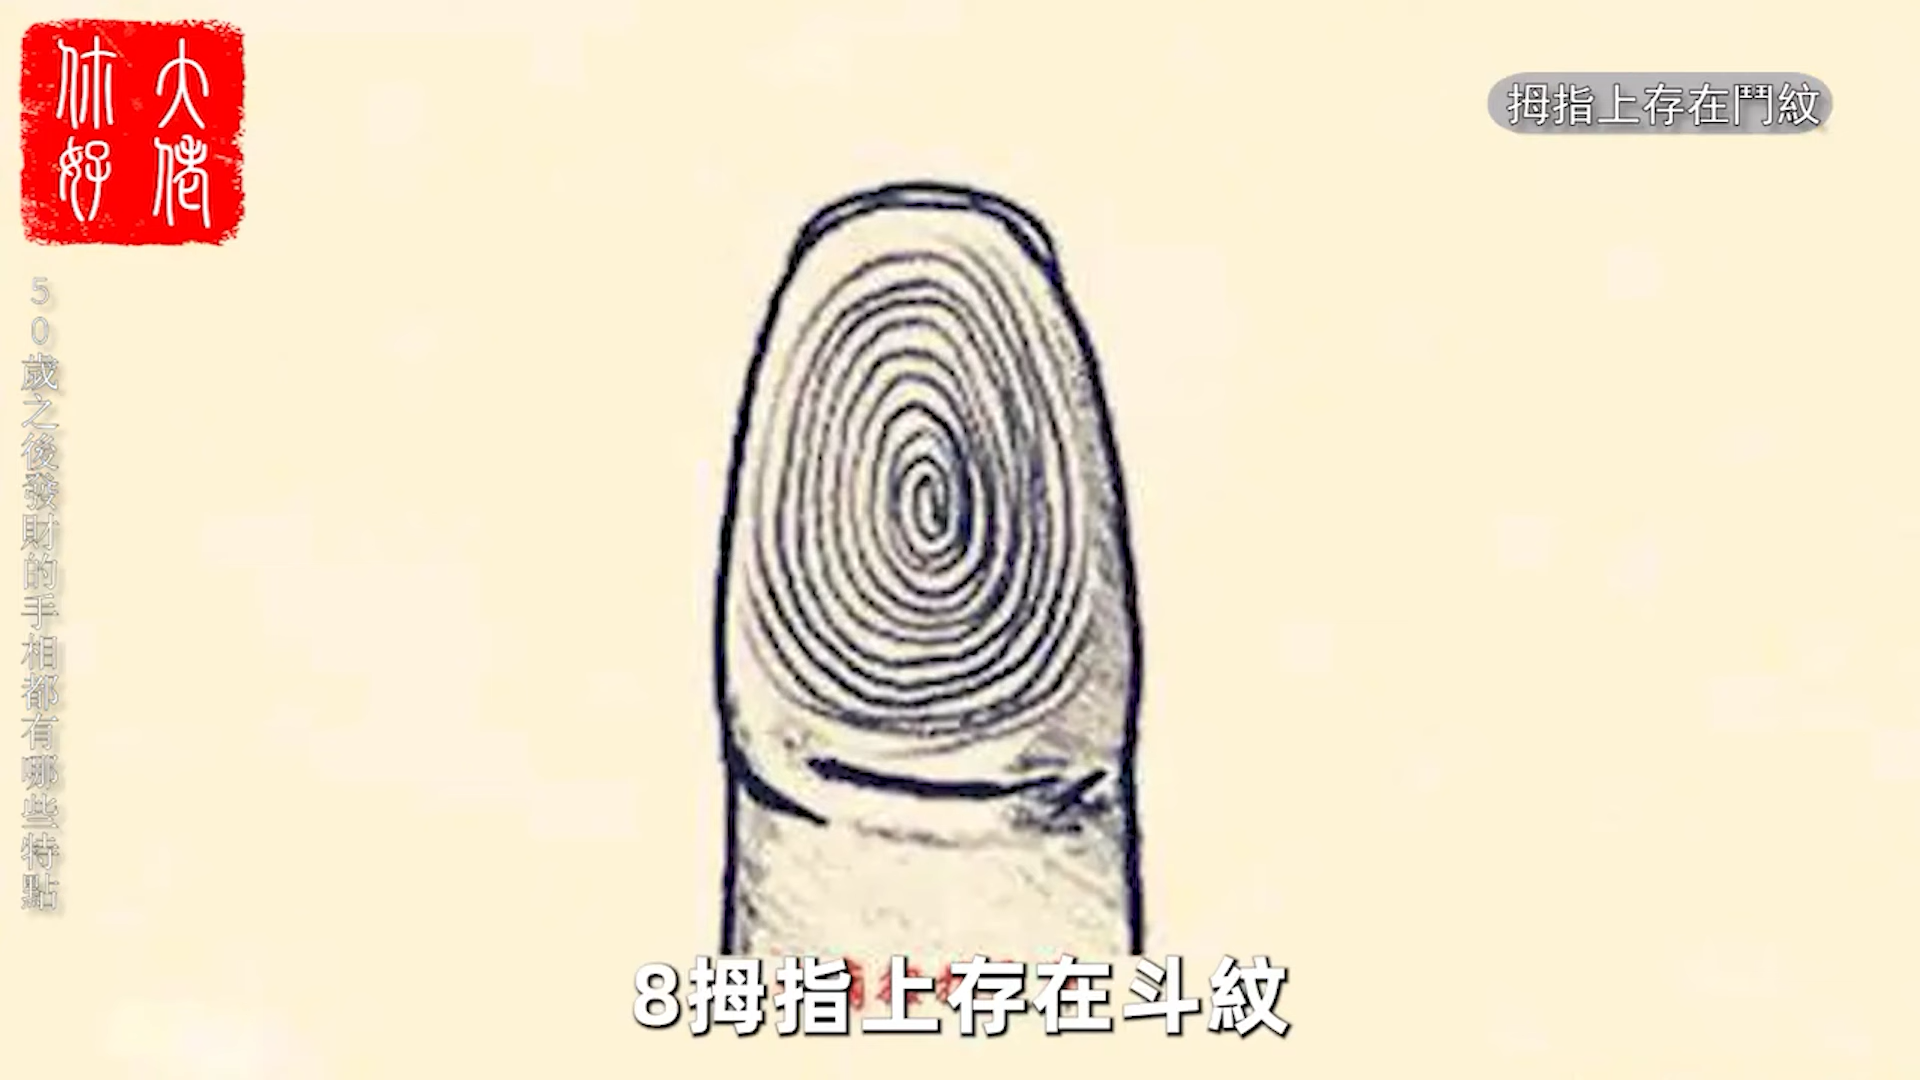 大佬
休好
拇指上存在鬥紋
50歲之後發財的手相都有哪些特點
8拇指上存在斗紋